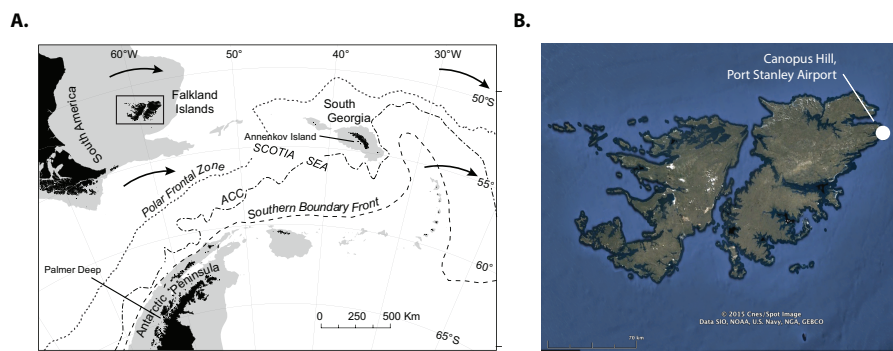 A.
B.
60°W
50°
40°
30°W
50°S
55°
60°
65°S
South America
Falkland
Islands
South
Georgia
Annenkov Island
SCOTIA SEA
Polar Frontal Zone
ACC
Southern Boundary Front
Palmer Deep
Antarctic Peninsula
0 250 500 Km
Canopus Hill,
Port Stanley Airport
© 2015 Cnes/Spot Image
Data SIO, NOAA, U.S. Navy, NGA, GEBCO
70 km